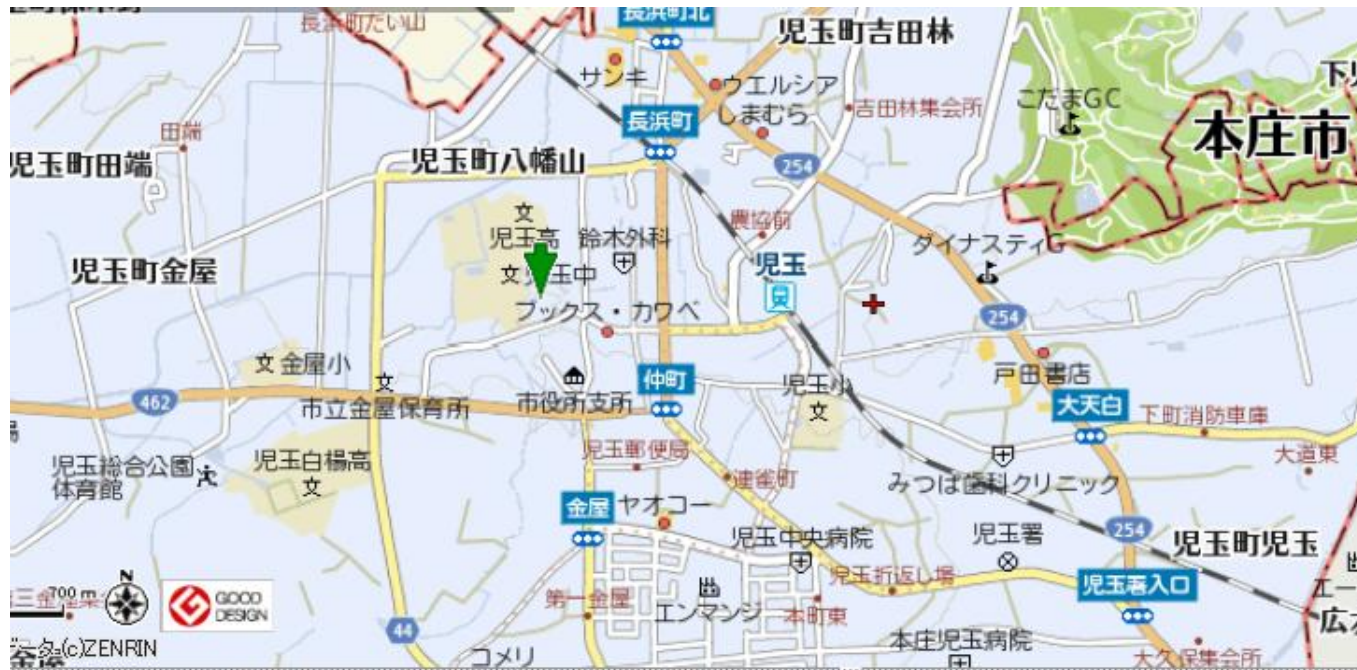 長浜町たい山
長浜町北
児玉町吉田林
サンキ
ウエルシア
しまむら
吉田林集会所
こたまGC
本庄市
田端
児玉町田端
長浜町
児玉町八幡山
254
農協前
児玉高
鈴木外科
児玉中
ブックス・カワベ
児玉
ダイナスティG
児玉町金屋
254
戸田書店
金屋小
462
市立金屋保育所
市役所支所
仲町
児玉小
大天白
下町消防車庫
大道東
児玉総合公園
体育館
児玉白楊高
児玉郵便局
連雀町
みつば歯科クリニック
金屋
ヤオコー
児玉中央病院
児玉署
254
児玉町児玉
児玉折返し場
児玉署入口
700 m
N
GOOD
DESIGN
第一金屋
エンマンジ
本町東
44
コメリ
本庄児玉病院
大久保集会所
(c)ZENRIN